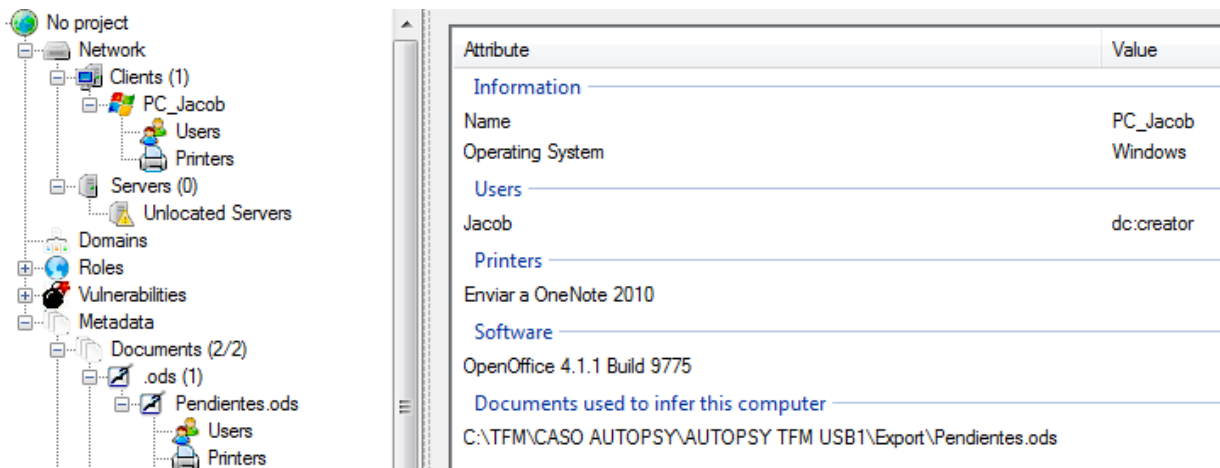 No project
Network
Clients (1)
PC_Jacob
Users
Printers
Servers (0)
Unlocated Servers
Domains
Roles
Vulnerabilities
Metadata
Documents (2/2)
.ods (1)
Pendientes.ods
Users
Printers
Attribute Value
Information
Name PC_Jacob
Operating System Windows
Users
Jacob dc:creator
Printers
Enviar a OneNote 2010
Software
OpenOffice 4.1.1 Build 9775
Documents used to infer this computer
C:\TFM\CASO AUTOPSY\AUTOPSY TFM USB1\Export\Pendientes.ods